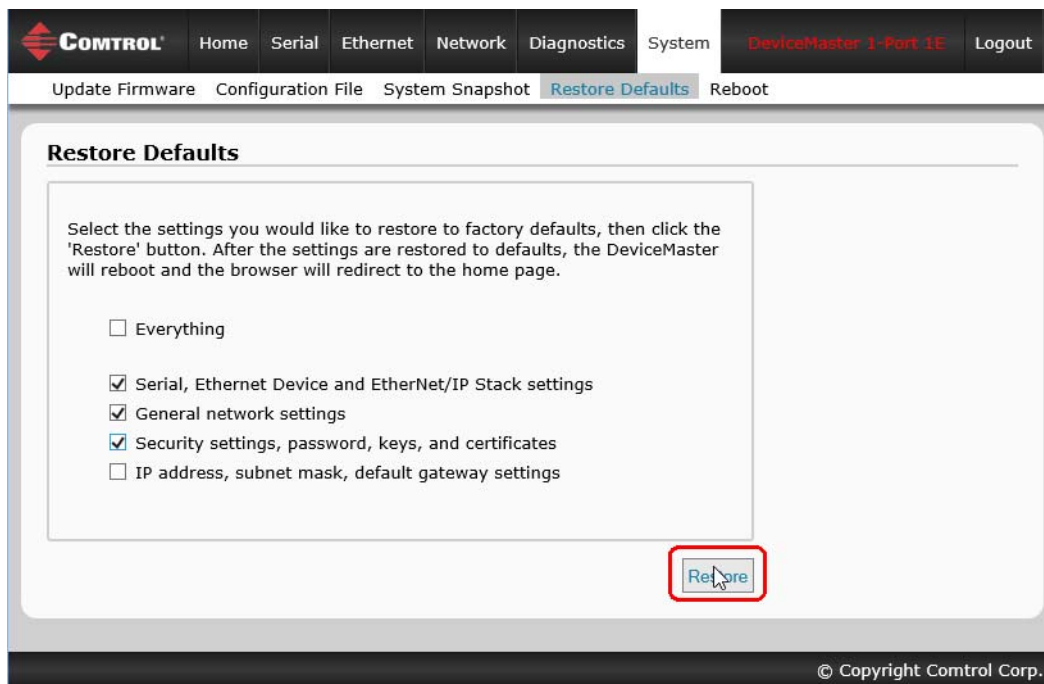 COMTROL Home Serial Ethernet Network Diagnostics System DeviceMaster 1-Port 1E Logout
Update Firmware Configuration File System Snapshot Restore Defaults Reboot
Restore Defaults
Select the settings you would like to restore to factory defaults, then click the
'Restore' button. After the settings are restored to defaults, the DeviceMaster
will reboot and the browser will redirect to the home page.
Everything
Serial, Ethernet Device and EtherNet/IP Stack settings
General network settings
Security settings, password, keys, and certificates
IP address, subnet mask, default gateway settings
Restore
© Copyright Comtrol Corp.